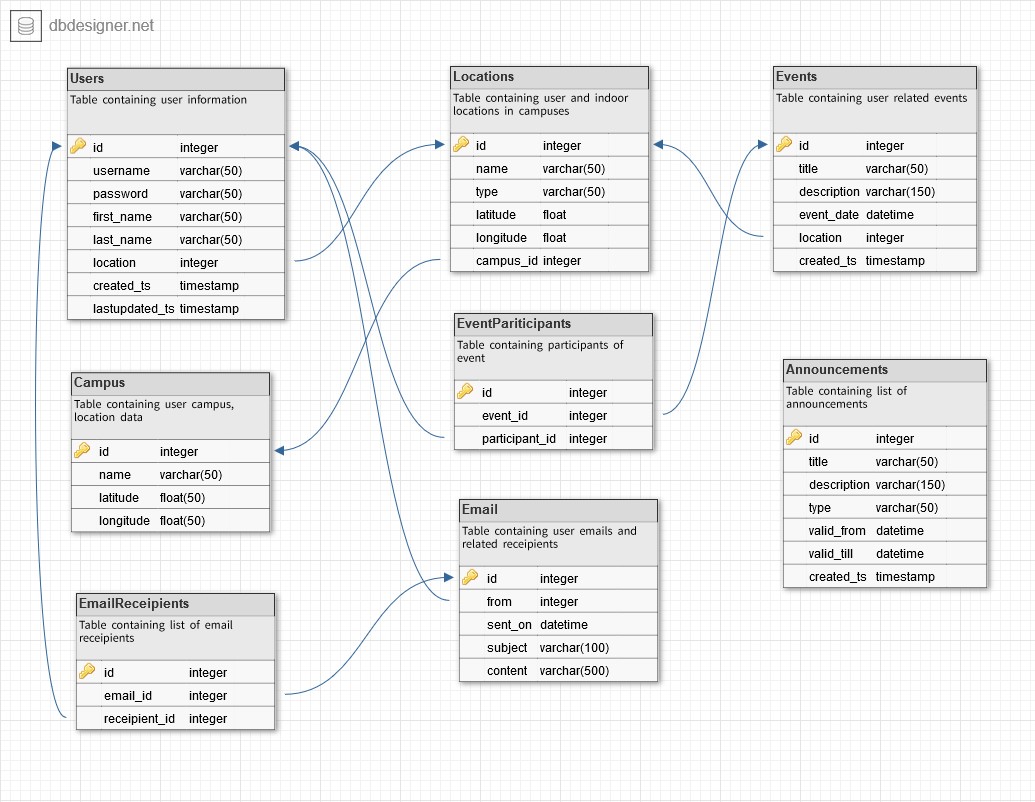 dbdesigner.net
Users
Table containing user information
id integer
username varchar(50)
password varchar(50)
first_name varchar(50)
last_name varchar(50)
location integer
created_ts timestamp
lastupdated_ts timestamp
Locations
Table containing user and indoor
locations in campuses
id integer
name varchar(50)
type varchar(50)
latitude float
longitude float
campus_id integer
Events
Table containing user related events
id integer
title varchar(50)
description varchar(150)
event_date datetime
location integer
created_ts timestamp
EventPariticipants
Table containing participants of
event
id integer
event_id integer
participant_id integer
Campus
Table containing user campus,
location data
id integer
name varchar(50)
latitude float(50)
longitude float(50)
Announcements
Table containing list of
announcements
id integer
title varchar(50)
description varchar(150)
type varchar(50)
valid_from datetime
valid_till datetime
created_ts timestamp
Email
Table containing user emails and
related receipients
id integer
from integer
sent_on datetime
subject varchar(100)
content varchar(500)
EmailReceipients
Table containing list of email
receipients
id integer
email_id integer
receipient_id integer